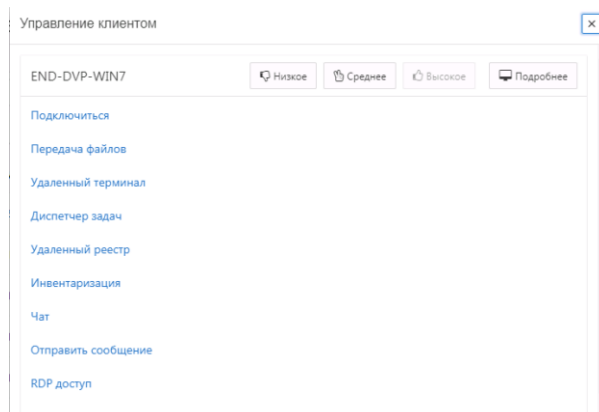 Управление клиентом
END-DVP-WIN7 Низкое Среднее Высокое Подробнее
Подключиться
Передача файлов
Удаленный терминал
Диспетчер задач
Удаленный реестр
Инвентаризация
Чат
Отправить сообщение
RDP доступ